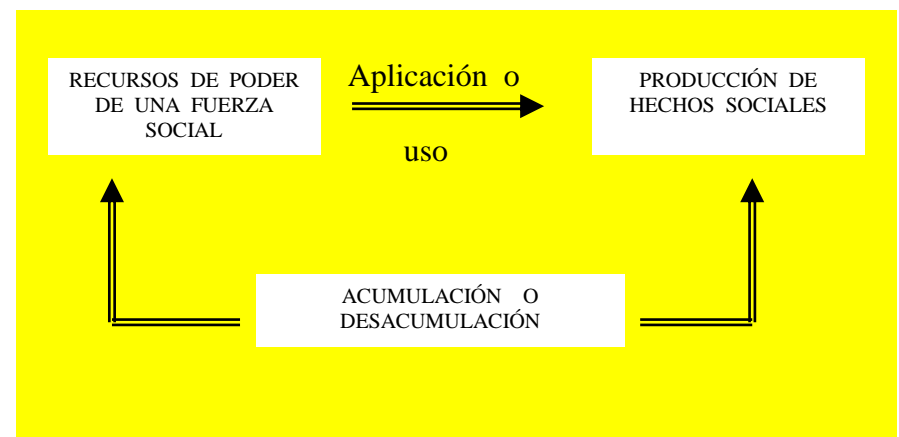 RECURSOS DE PODER
DE UNA FUERZA
SOCIAL
Aplicación o
uso
PRODUCCIÓN DE
HECHOS SOCIALES
ACUMULACIÓN O
DESACUMULACIÓN